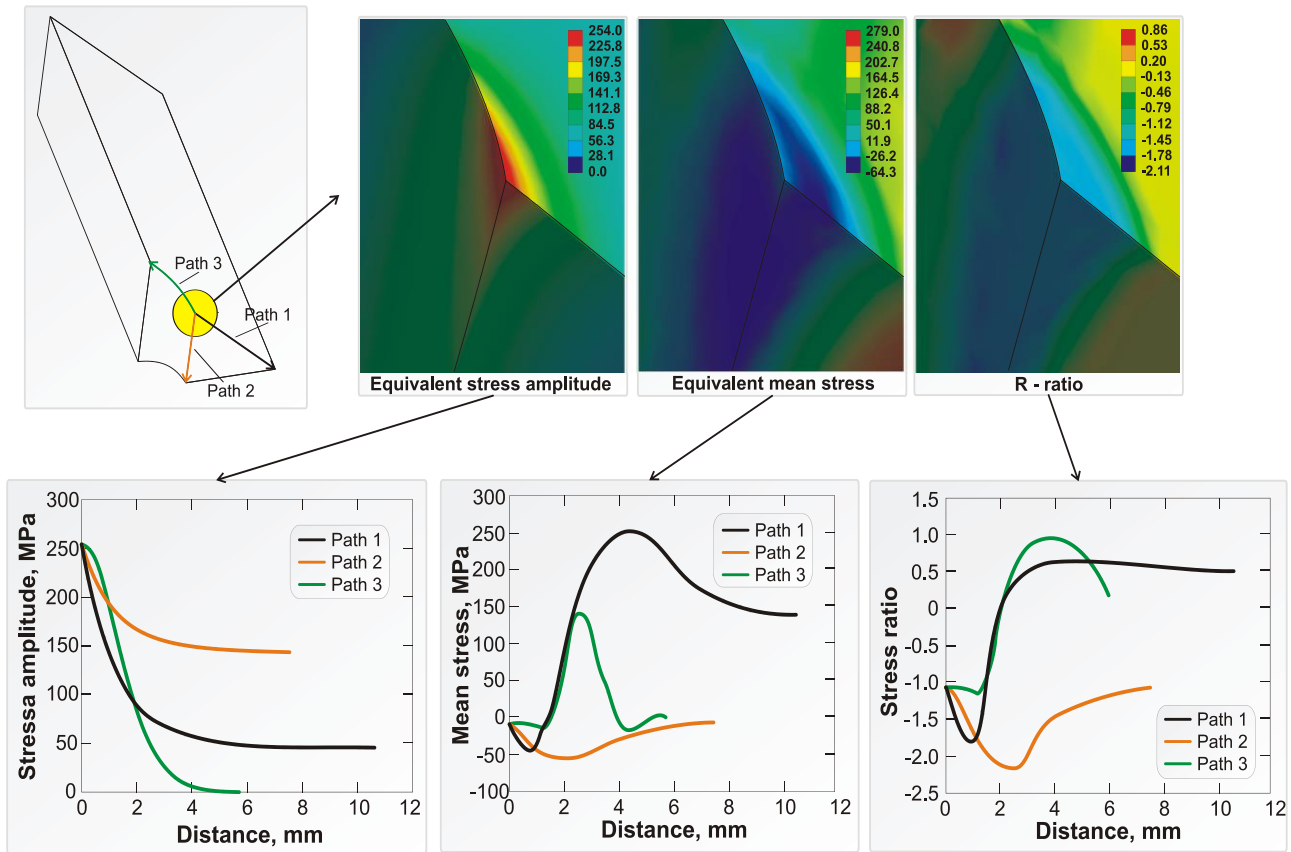 Path 3
Path 1
Path 2
254.0
225.8
197.5
169.3
141.1
112.8
84.5
56.3
28.1
0.0
Equivalent stress amplitude
279.0
240.8
202.7
164.5
126.4
88.2
50.1
11.9
-26.2
-64.3
Equivalent mean stress
0.86
0.53
0.20
-0.13
-0.46
-0.79
-1.12
-1.45
-1.78
-2.11
R - ratio
Stressa amplitude, MPa
300
250
200
150
100
50
0
0 2 4 6 8 10 12
Distance, mm
Path 1
Path 2
Path 3
Mean stress, MPa
300
250
200
150
100
50
0
-50
-100
0 2 4 6 8 10 12
Distance, mm
Path 1
Path 2
Path 3
Stress ratio
1.5
1.0
0.5
0
-0.5
-1.0
-1.5
-2.0
-2.5
0 2 4 6 8 10 12
Distance, mm
Path 1
Path 2
Path 3